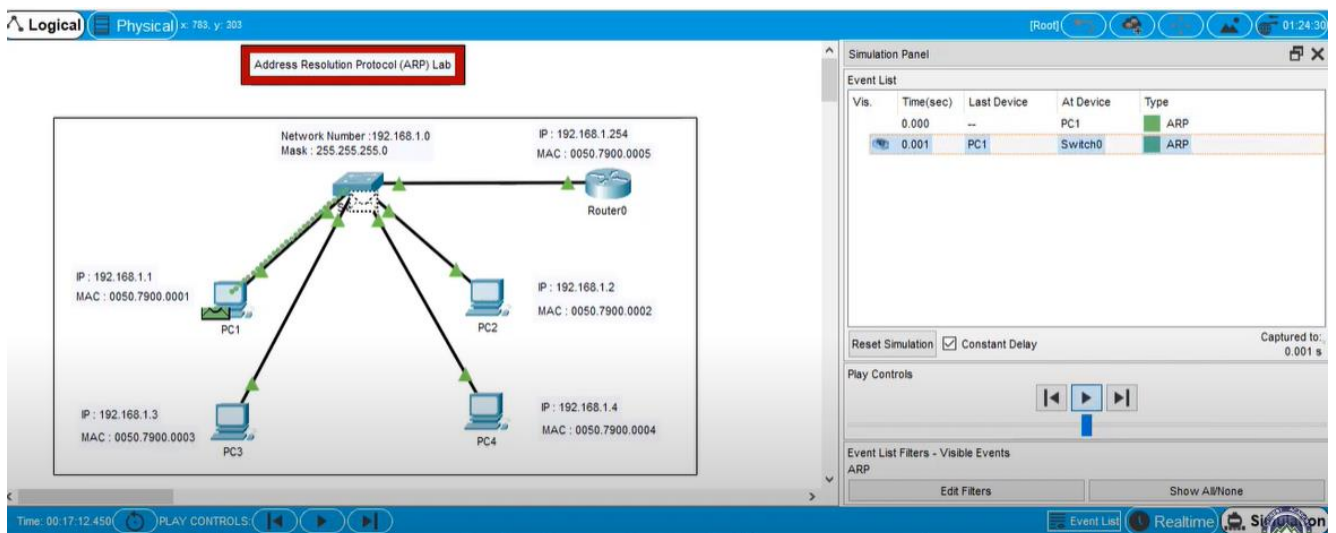 Logical Physical x: 783, y: 303 [Root] 01:24:30
Address Resolution Protocol (ARP) Lab
Network Number :192.168.1.0
Mask : 255.255.255.0
IP : 192.168.1.254
MAC : 0050.7900.0005
Router0
IP : 192.168.1.1
MAC : 0050.7900.0001
PC1
IP : 192.168.1.2
MAC : 0050.7900.0002
PC2
IP : 192.168.1.3
MAC : 0050.7900.0003
PC3
IP : 192.168.1.4
MAC : 0050.7900.0004
PC4
Simulation Panel
Event List
Vis. Time(sec) Last Device At Device Type
0.000 -- PC1 ARP
0.001 PC1 Switch0 ARP
Reset Simulation Constant Delay
Captured to:
0.001 s
Play Controls
Event List Filters - Visible Events
ARP
Edit Filters Show All/None
Time: 00:17:12.450 PLAY CONTROLS: Event List Realtime